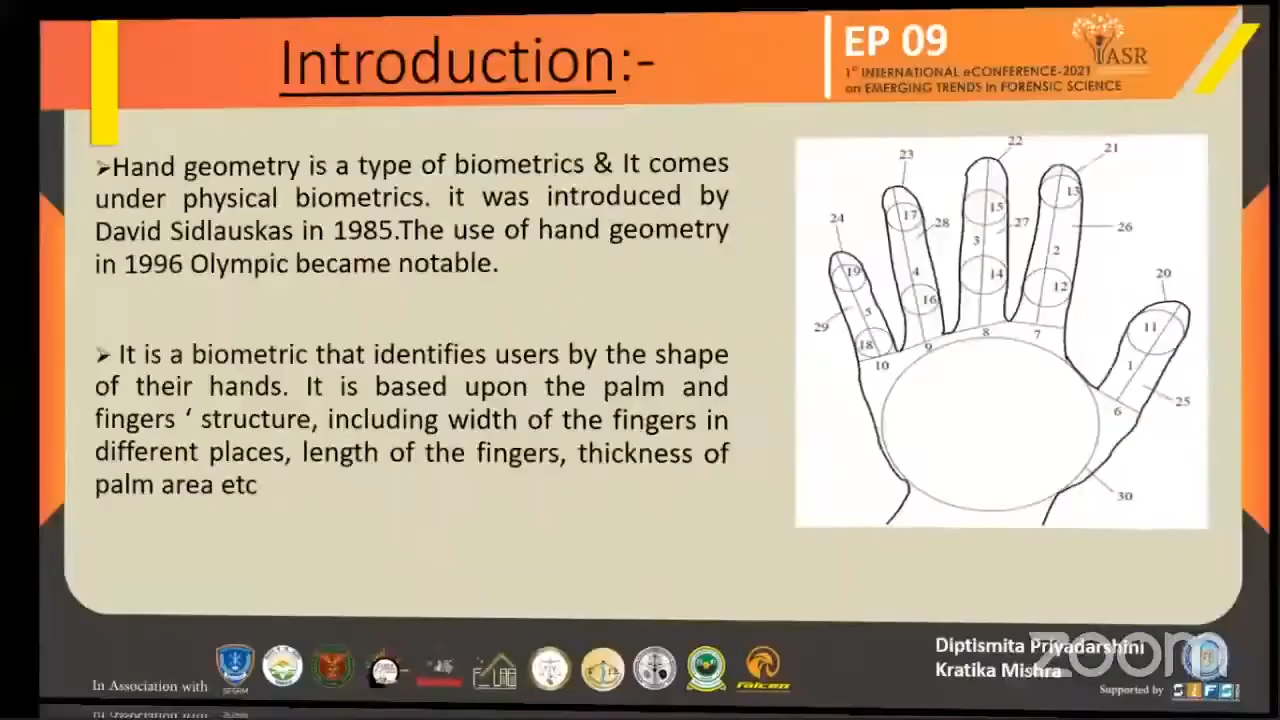 Introduction:-
EP 09
IASR
1st INTERNATIONAL eCONFERENCE-2021
on EMERGING TRENDS in FORENSIC SCIENCE
➢Hand geometry is a type of biometrics & It comes
under physical biometrics. it was introduced by
David Sidlauskas in 1985.The use of hand geometry
in 1996 Olympic became notable.
➢ It is a biometric that identifies users by the shape
of their hands. It is based upon the palm and
fingers ‘ structure, including width of the fingers in
different places, length of the fingers, thickness of
palm area etc
22
23
21
13
17
15
24
28
27
26
3
2
19
4
14
20
12
16
5
29
11
18
8
7
9
10
1
25
6
30
Diptismita Priyadarshini
Kratika Mishra
zoom
In Association with
SFSRM
LAB
FALCON
Supported by
SIFS